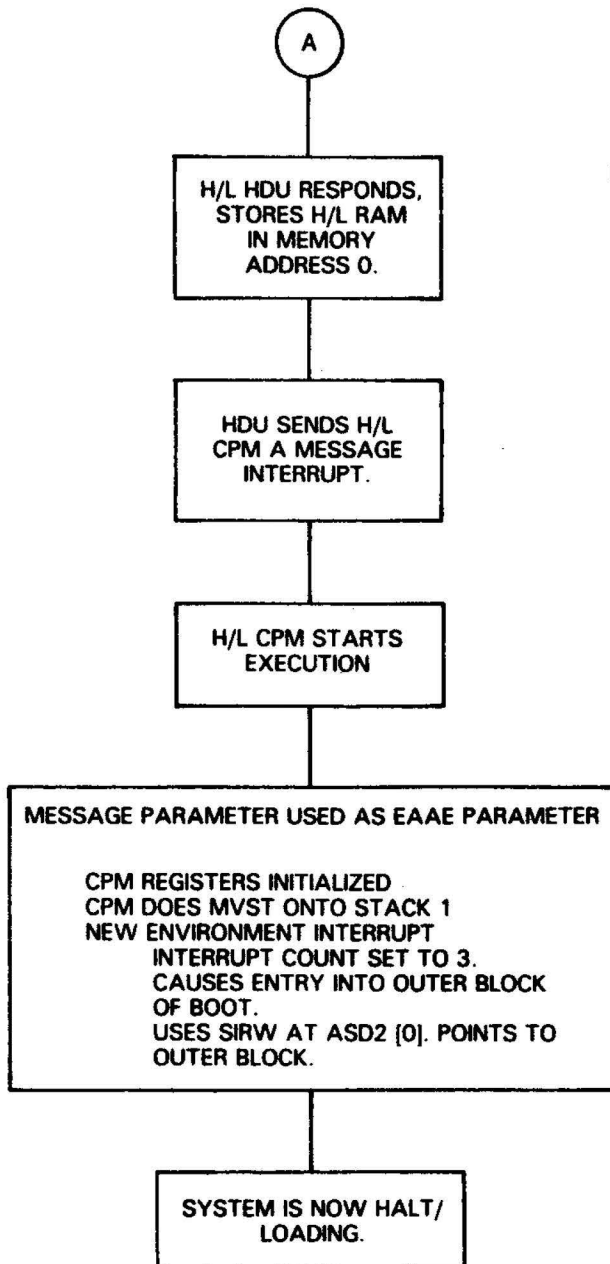 A
H/L HDU RESPONDS,
STORES H/L RAM
IN MEMORY
ADDRESS 0.
HDU SENDS H/L
CPM A MESSAGE
INTERRUPT.
H/L CPM STARTS
EXECUTION
MESSAGE PARAMETER USED AS EAAE PARAMETER
CPM REGISTERS INITIALIZED
CPM DOES MVST ONTO STACK 1
NEW ENVIRONMENT INTERRUPT
INTERRUPT COUNT SET TO 3.
CAUSES ENTRY INTO OUTER BLOCK
OF BOOT.
USES SIRW AT ASD2 [0]. POINTS TO
OUTER BLOCK.
SYSTEM IS NOW HALT/
LOADING.